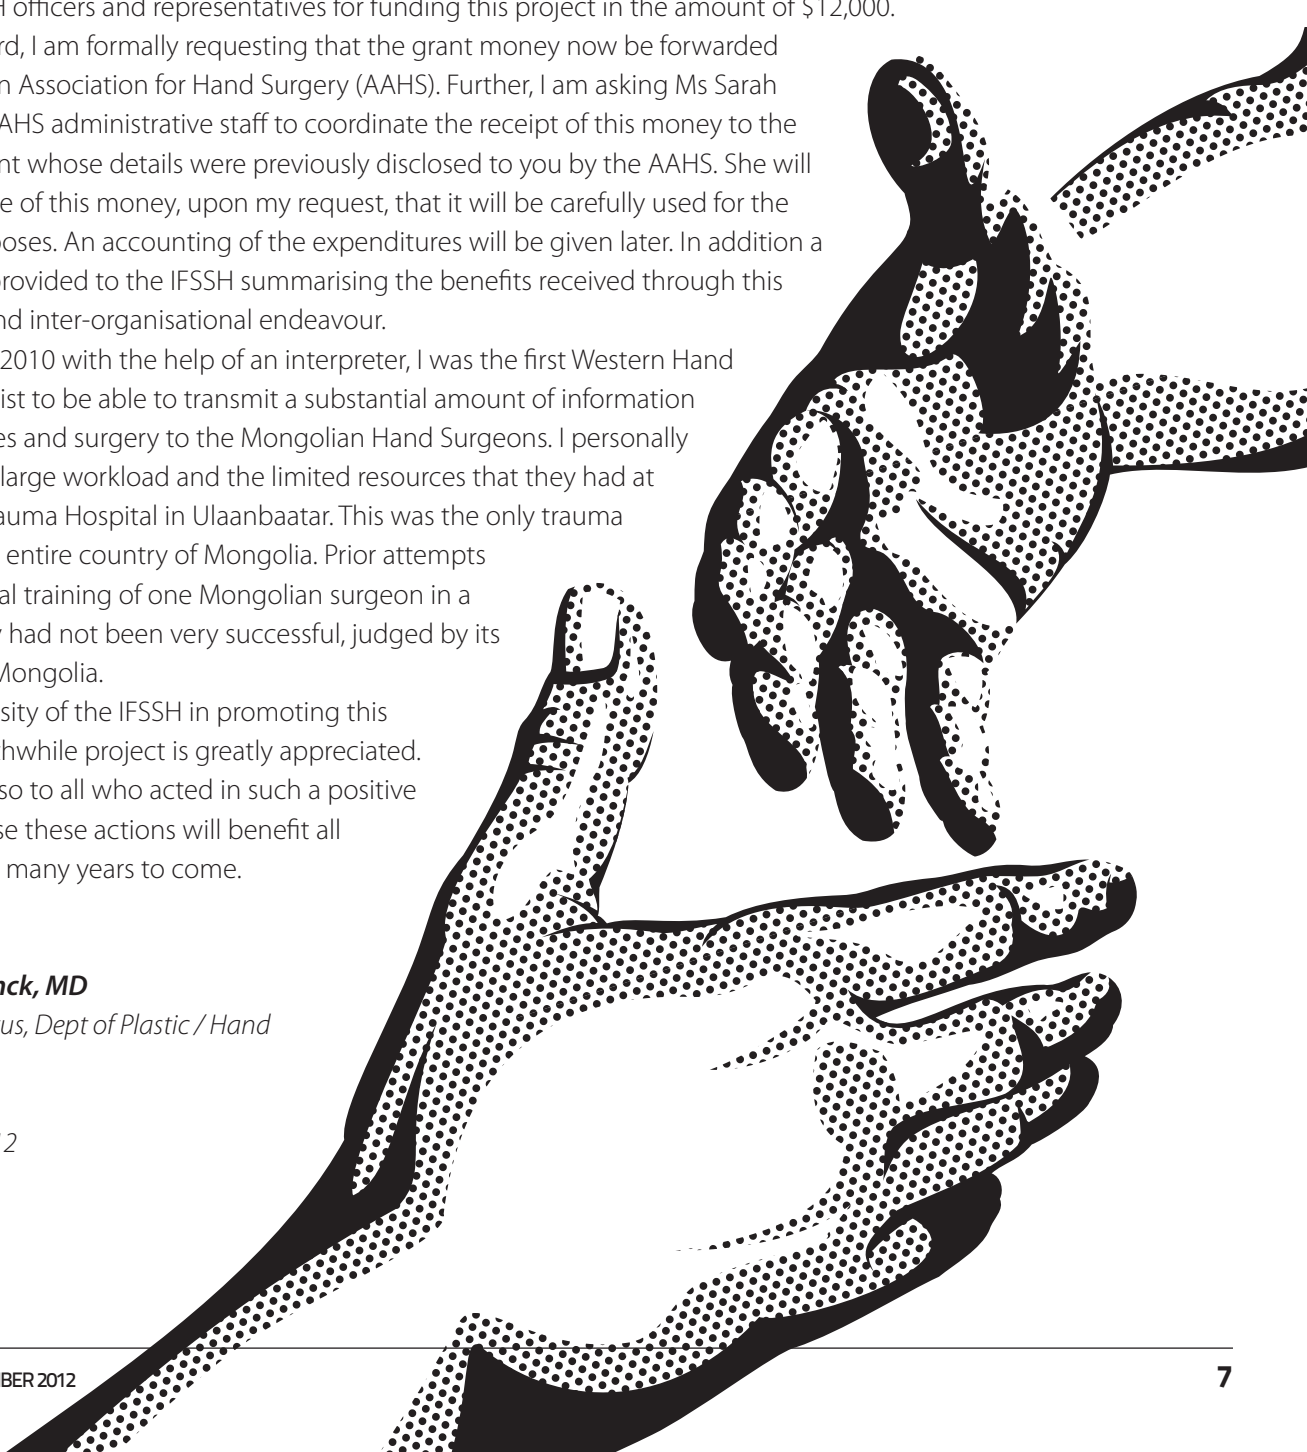 H officers and representatives for funding this project in the amount of $12,000.
rd, I am formally requesting that the grant money now be forwarded
n Association for Hand Surgery (AAHS). Further, I am asking Ms Sarah
AHS administrative staff to coordinate the receipt of this money to the
nt whose details were previously disclosed to you by the AAHS. She will
e of this money, upon my request, that it will be carefully used for the
oses. An accounting of the expenditures will be given later. In addition a
provided to the IFSSH summarising the benefits received through this
nd inter-organisational endeavour.
2010 with the help of an interpreter, I was the first Western Hand
ist to be able to transmit a substantial amount of information
es and surgery to the Mongolian Hand Surgeons. I personally
large workload and the limited resources that they had at
auma Hospital in Ulaanbaatar. This was the only trauma
entire country of Mongolia. Prior attempts
al training of one Mongolian surgeon in a
y had not been very successful, judged by its
Mongolia.
sity of the IFSSH in promoting this
thwhile project is greatly appreciated.
so to all who acted in such a positive
se these actions will benefit all
many years to come.
nck, MD
us, Dept of Plastic / Hand
12
BER 2012
7